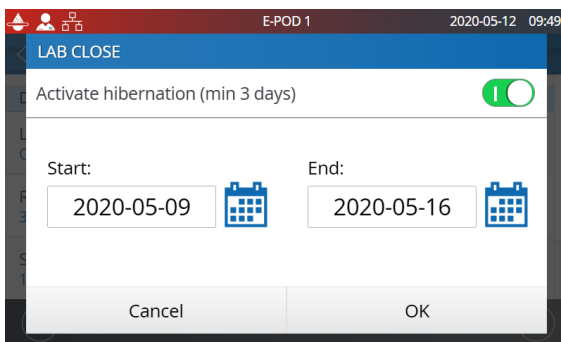 E-POD 1 2020-05-12 09:49
LAB CLOSE
Activate hibernation (min 3 days)
Start: End:
2020-05-09 2020-05-16
Cancel OK